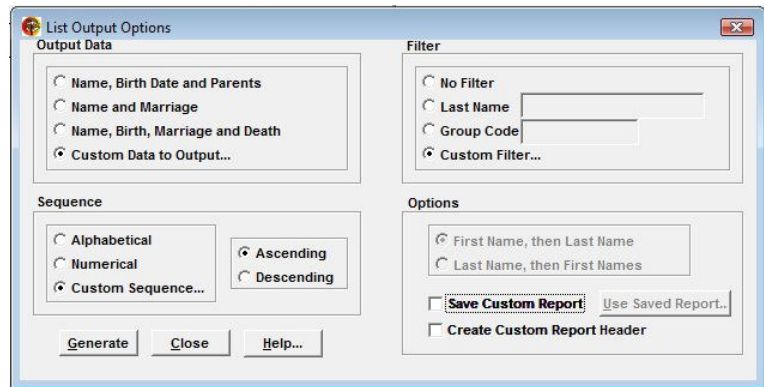 List Output Options
Output Data
Name, Birth Date and Parents
Name and Marriage
Name, Birth, Marriage and Death
Custom Data to Output...
Filter
No Filter
Last Name
Group Code
Custom Filter...
Sequence
Alphabetical
Numerical
Custom Sequence...
Ascending
Descending
Options
First Name, then Last Name
Last Name, then First Names
Save Custom Report
Use Saved Report..
Create Custom Report Header
Generate
Close
Help...